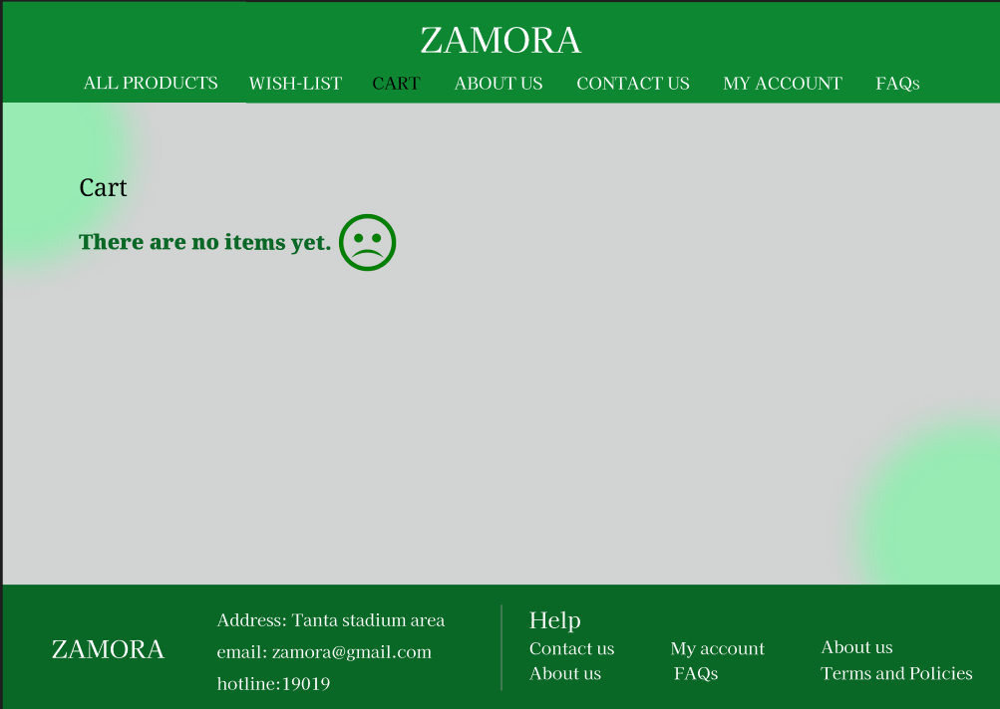 ZAMORA
ALL PRODUCTS WISH-LIST CART ABOUT US CONTACT US MY ACCOUNT FAQs
Cart
There are no items yet.
ZAMORA
Address: Tanta stadium area
email: zamora@gmail.com
hotline:19019
Help
Contact us My account About us
About us FAQs Terms and Policies